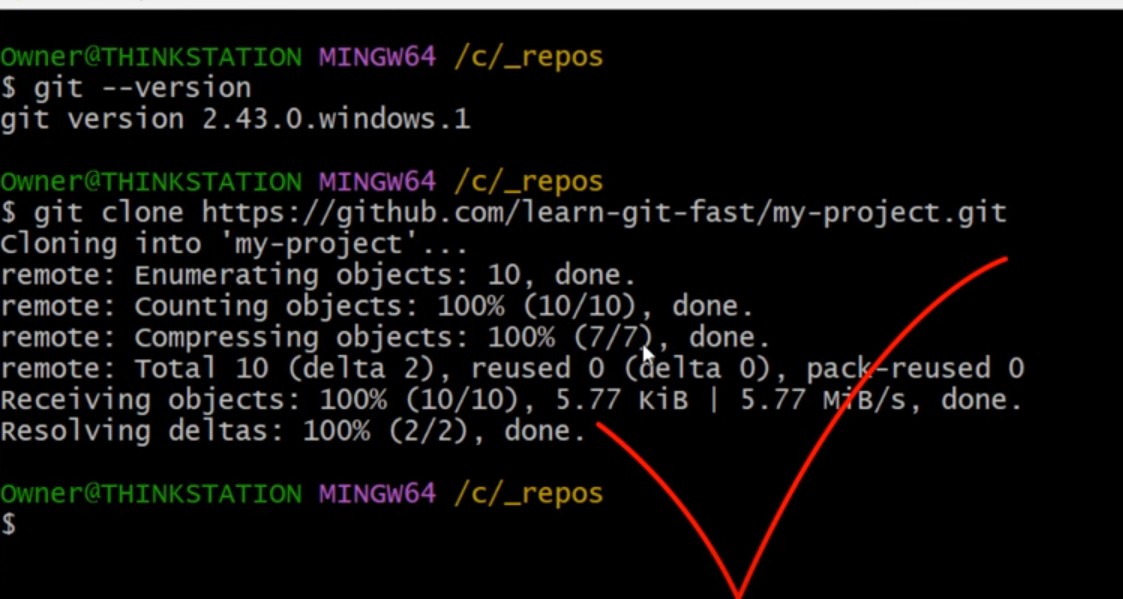 Owner@THINKSTATION MINGW64 /c/_repos
$ git --version
git version 2.43.0.windows.1
Owner@THINKSTATION MINGW64 /c/_repos
$ git clone https://github.com/learn-git-fast/my-project.git
Cloning into 'my-project'...
remote: Enumerating objects: 10, done.
remote: Counting objects: 100% (10/10), done.
remote: Compressing objects: 100% (7/7), done.
remote: Total 10 (delta 2), reused 0 (delta 0), pack-reused 0
Receiving objects: 100% (10/10), 5.77 KiB | 5.77 MiB/s, done.
Resolving deltas: 100% (2/2), done.
Owner@THINKSTATION MINGW64 /c/_repos
$